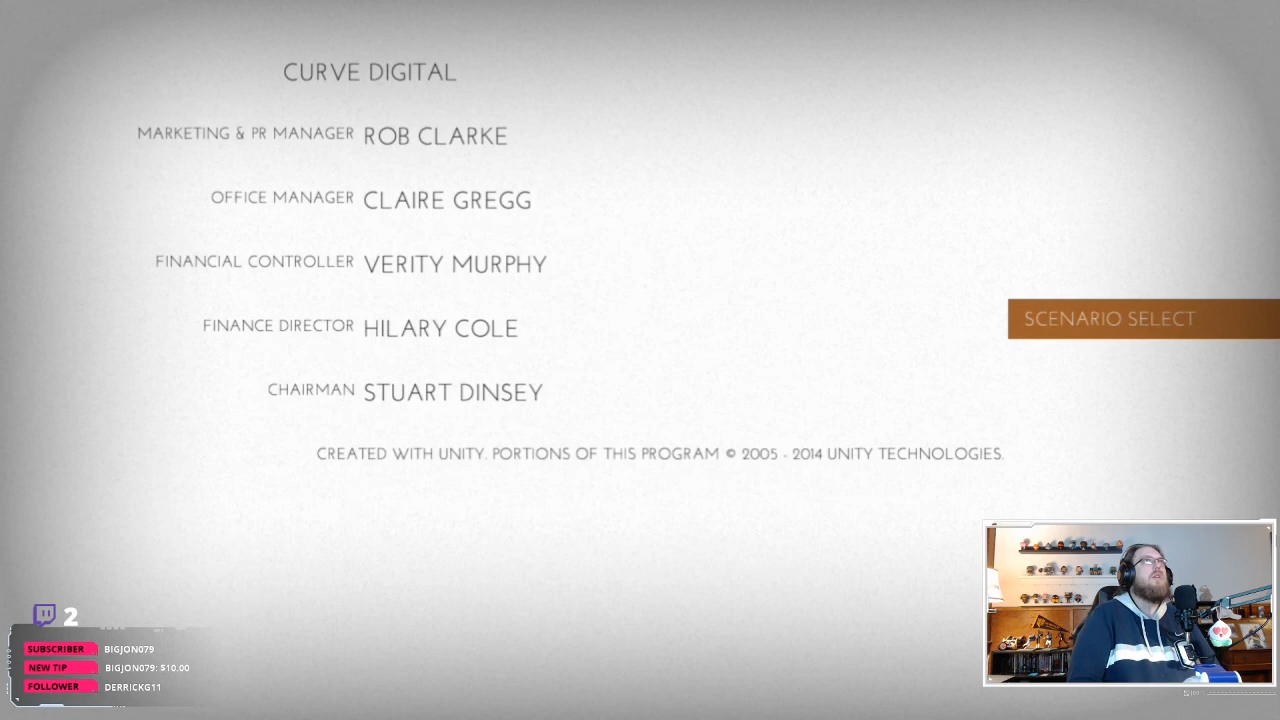 CURVE DIGITAL
MARKETING & PR MANAGER ROB CLARKE
OFFICE MANAGER CLAIRE GREGG
FINANCIAL CONTROLLER VERITY MURPHY
FINANCE DIRECTOR HILARY COLE
SCENARIO SELECT
CHAIRMAN STUART DINSEY
CREATED WITH UNITY. PORTIONS OF THIS PROGRAM © 2005 - 2014 UNITY TECHNOLOGIES.
2
SUBSCRIBER BIGJON079
NEW TIP BIGJON079: $10.00
FOLLOWER DERRICKG11